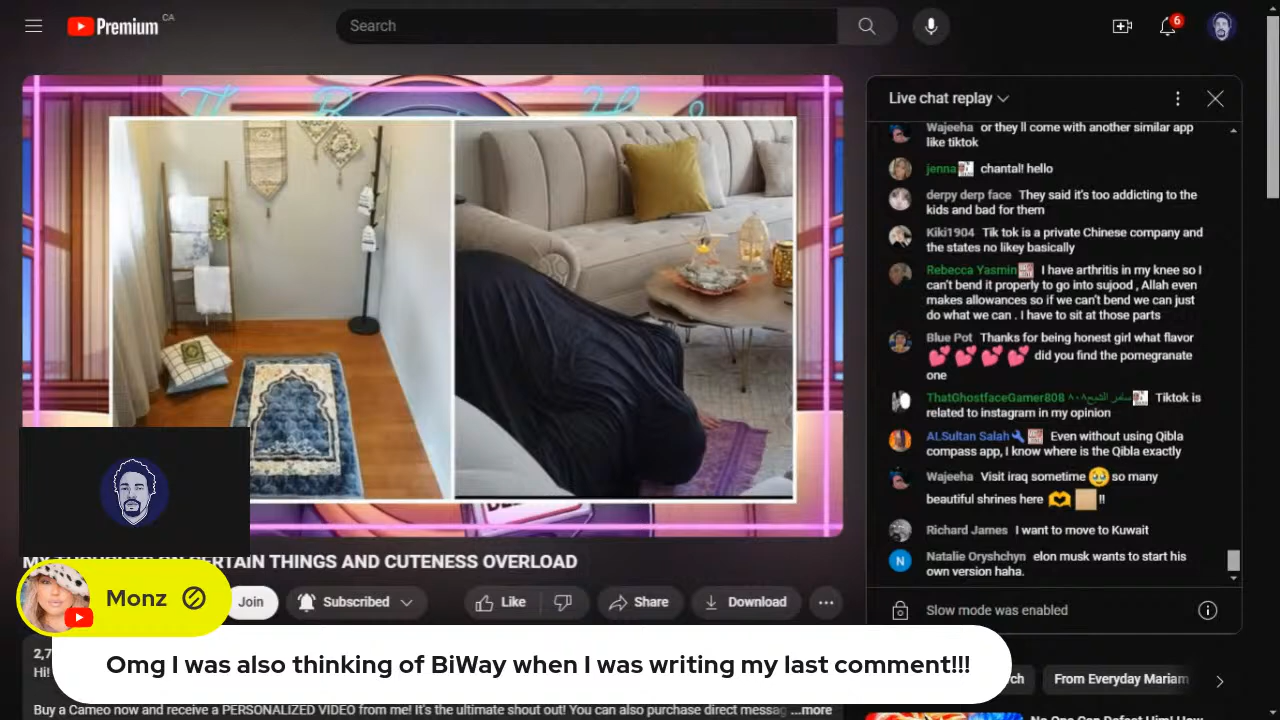 Premium CA
Search
6
Live chat replay
Wajeeha or they ll come with another similar app
like tiktok
jenna chantal! hello
derpy derp face They said it's too addicting to the
kids and bad for them
Kiki1904 Tik tok is a private Chinese company and
the states no likey basically
Rebecca Yasmin I have arthritis in my knee so I
can't bend it properly to go into sujood , Allah even
makes allowances so if we can't bend we can just
do what we can . I have to sit at those parts
Blue Pot Thanks for being honest girl what flavor
💕 💕 💕 💕 did you find the pomegranate
one
ThatGhostfaceGamer808 Tiktok is
related to instagram in my opinion
ALSultan Salah Even without using Qibla
compass app, I know where is the Qibla exactly
Wajeeha Visit iraq sometime 🥹 so many
beautiful shrines here 🫶 !!
Richard James I want to move to Kuwait
N Natalie Oryshchyn elon musk wants to start his
own version haha.
Slow mode was enabled
CERTAIN THINGS AND CUTENESS OVERLOAD
Join
Subscribed
Like
Share
Download
Monz
Omg I was also thinking of BiWay when I was writing my last comment!!!
2,7
Hi!
From Everyday Mariam
Buy a Cameo now and receive a PERSONALIZED VIDEO from me! It's the ultimate shout out! You can also purchase direct messag ...more
No One Can Defeat Him! How